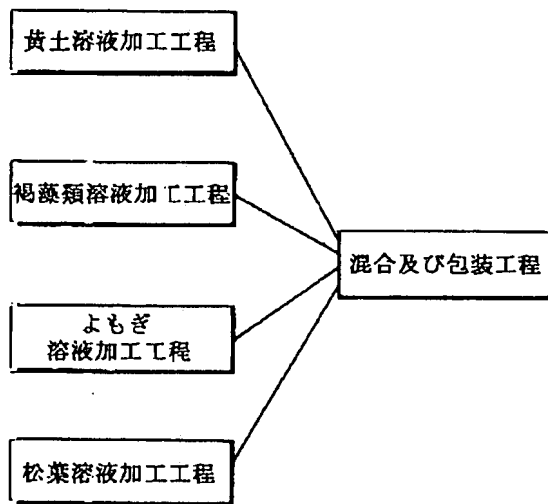 黄土溶液加工工程
褐藻類溶液加工工程
混合及び包装工程
よもぎ
溶液加工工程
松葉溶液加工工程